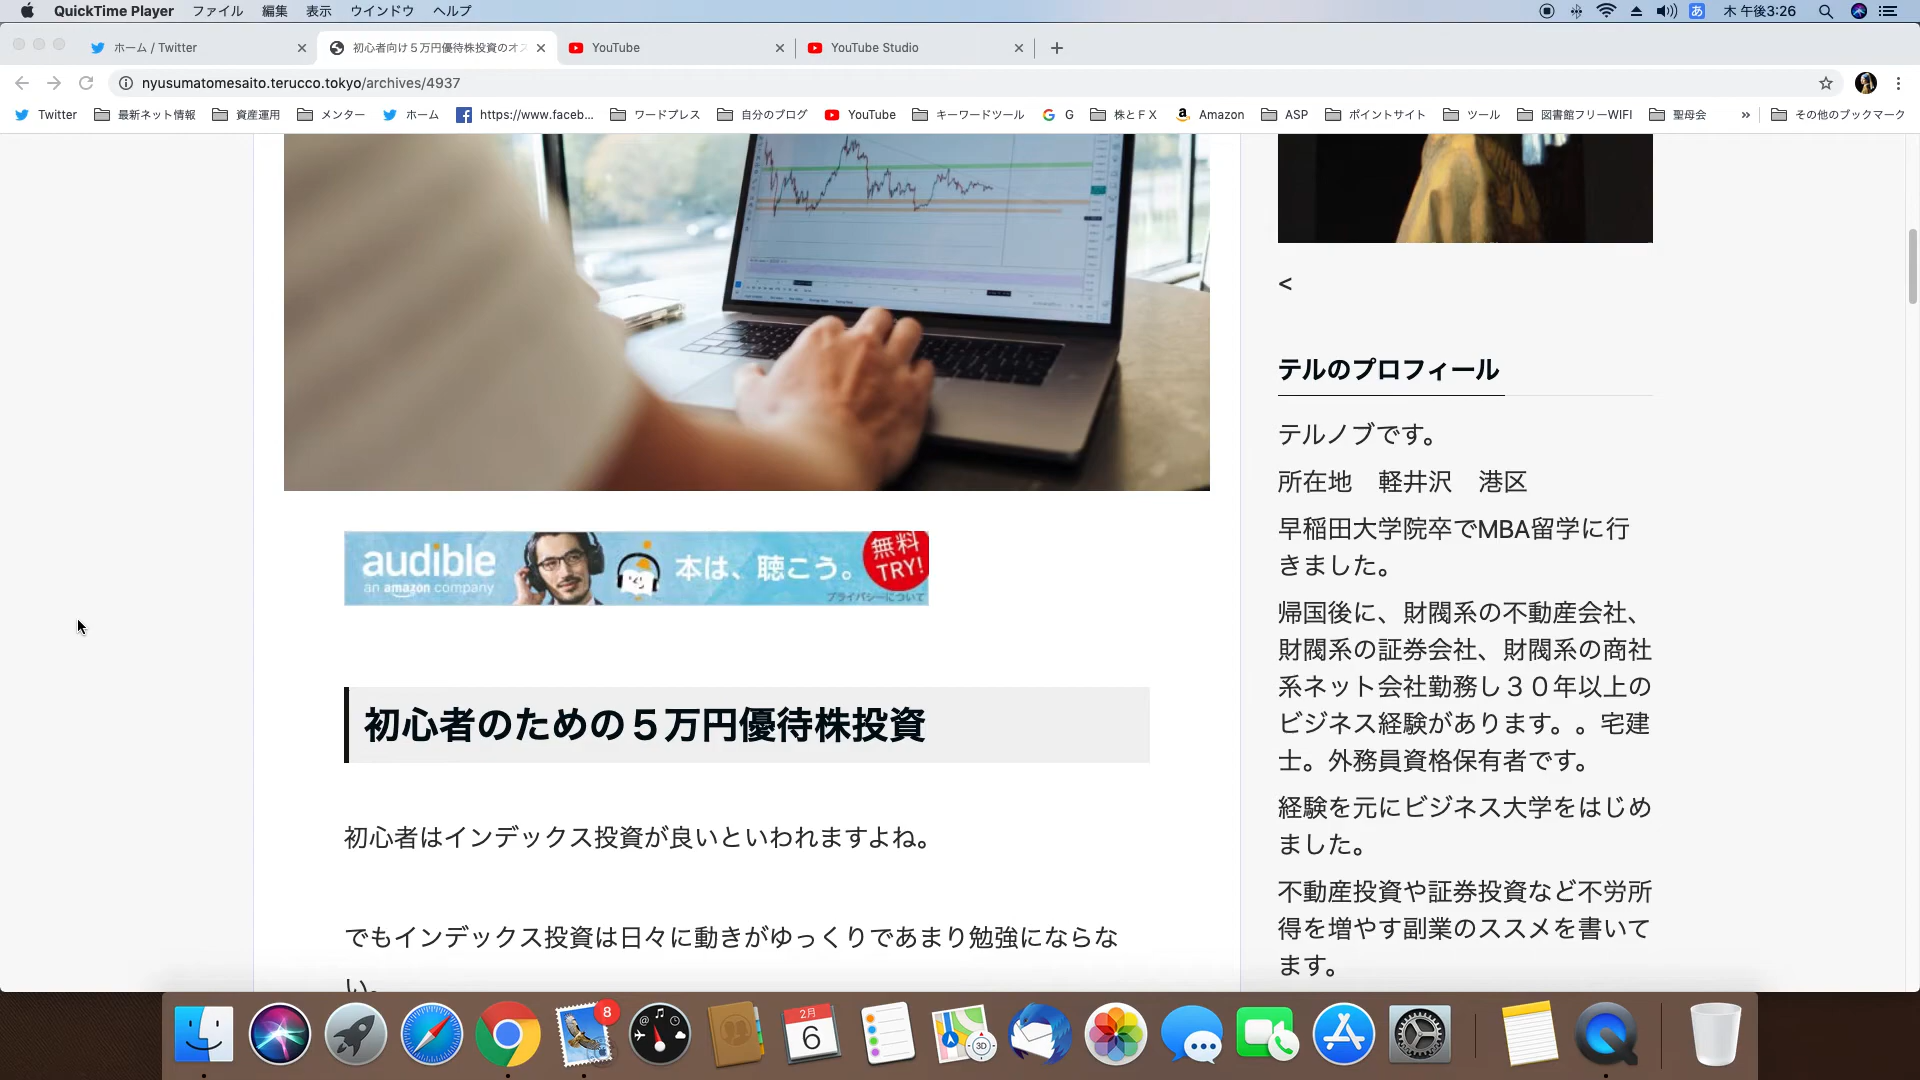 QuickTime Player ファイル 編集 表示 ウインドウ ヘルプ あ 木 午後3:26
ホーム / Twitter 初心者向け５万円優待株投資のオス YouTube YouTube Studio
nyusumatomesaito.terucco.tokyo/archives/4937
Twitter 最新ネット情報 資産運用 メンター ホーム https://www.faceb... ワードプレス 自分のブログ YouTube キーワードツール G 株とＦＸ Amazon ASP ポイントサイト ツール 図書館フリーWIFI 聖母会 » その他のブックマーク
audible
an amazon company
本は、聴こう。
無料
TRY!
プライバシーについて
初心者のための５万円優待株投資
初心者はインデックス投資が良いといわれますよね。
でもインデックス投資は日々に動きがゆっくりであまり勉強にならな
い。
<
テルのプロフィール
テルノブです。
所在地　軽井沢　港区
早稲田大学院卒でMBA留学に行
きました。
帰国後に、財閥系の不動産会社、
財閥系の証券会社、財閥系の商社
系ネット会社勤務し３０年以上の
ビジネス経験があります。。宅建
士。外務員資格保有者です。
経験を元にビジネス大学をはじめ
ました。
不動産投資や証券投資など不労所
得を増やす副業のススメを書いて
ます。
8
2月
6
3D